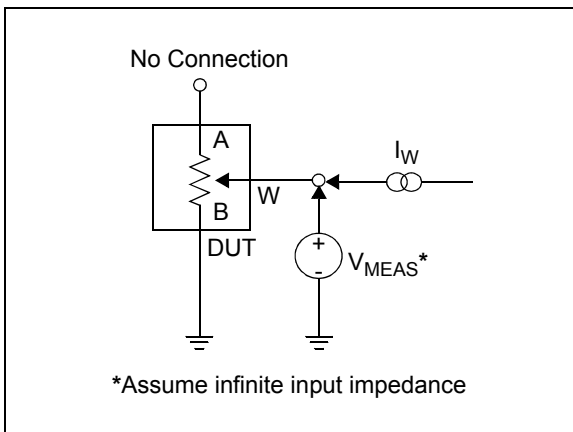 No Connection
A
I_W
W
B
+
DUT
V_MEAS*
-
*Assume infinite input impedance